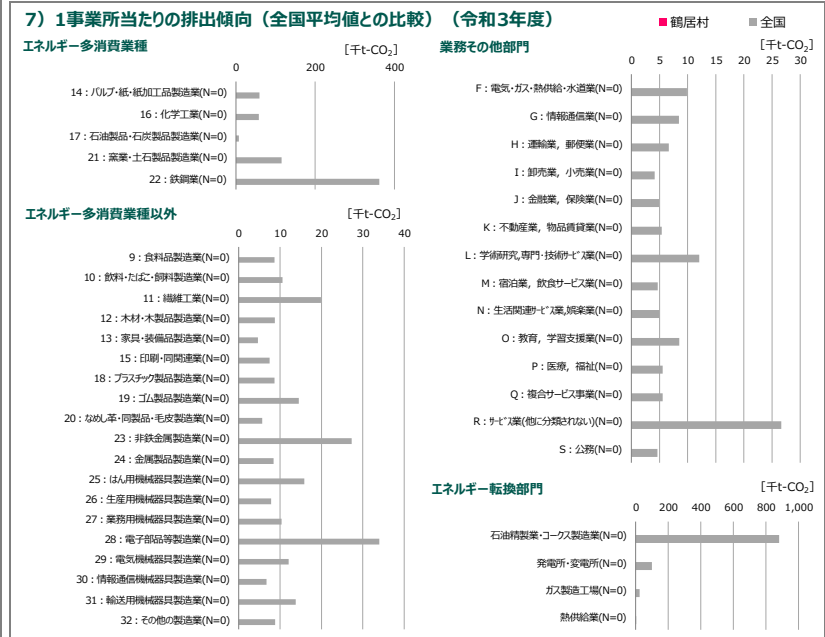 7）1事業所当たりの排出傾向（全国平均値との比較）（令和3年度）
■鶴居村 ■全国
エネルギー多消費業種
[千t-CO₂]
0 200 400
14：パルプ・紙・紙加工品製造業(N=0)
16：化学工業(N=0)
17：石油製品・石炭製品製造業(N=0)
21：窯業・土石製品製造業(N=0)
22：鉄鋼業(N=0)
エネルギー多消費業種以外
[千t-CO₂]
0 10 20 30 40
9：食料品製造業(N=0)
10：飲料・たばこ・飼料製造業(N=0)
11：繊維工業(N=0)
12：木材・木製品製造業(N=0)
13：家具・装備品製造業(N=0)
15：印刷・同関連業(N=0)
18：プラスチック製品製造業(N=0)
19：ゴム製品製造業(N=0)
20：なめし革・同製品・毛皮製造業(N=0)
23：非鉄金属製造業(N=0)
24：金属製品製造業(N=0)
25：はん用機械器具製造業(N=0)
26：生産用機械器具製造業(N=0)
27：業務用機械器具製造業(N=0)
28：電子部品等製造業(N=0)
29：電気機械器具製造業(N=0)
30：情報通信機械器具製造業(N=0)
31：輸送用機械器具製造業(N=0)
32：その他の製造業(N=0)
業務その他部門
[千t-CO₂]
0 5 10 15 20 25 30
F：電気・ガス・熱供給・水道業(N=0)
G：情報通信業(N=0)
H：運輸業，郵便業(N=0)
I：卸売業，小売業(N=0)
J：金融業，保険業(N=0)
K：不動産業，物品賃貸業(N=0)
L：学術研究,専門・技術ｻｰﾋﾞｽ業(N=0)
M：宿泊業，飲食サービス業(N=0)
N：生活関連ｻｰﾋﾞｽ業,娯楽業(N=0)
O：教育，学習支援業(N=0)
P：医療，福祉(N=0)
Q：複合サービス事業(N=0)
R：ｻｰﾋﾞｽ業(他に分類されない)(N=0)
S：公務(N=0)
エネルギー転換部門
[千t-CO₂]
0 200 400 600 800 1,000
石油精製業・コークス製造業(N=0)
発電所・変電所(N=0)
ガス製造工場(N=0)
熱供給業(N=0)